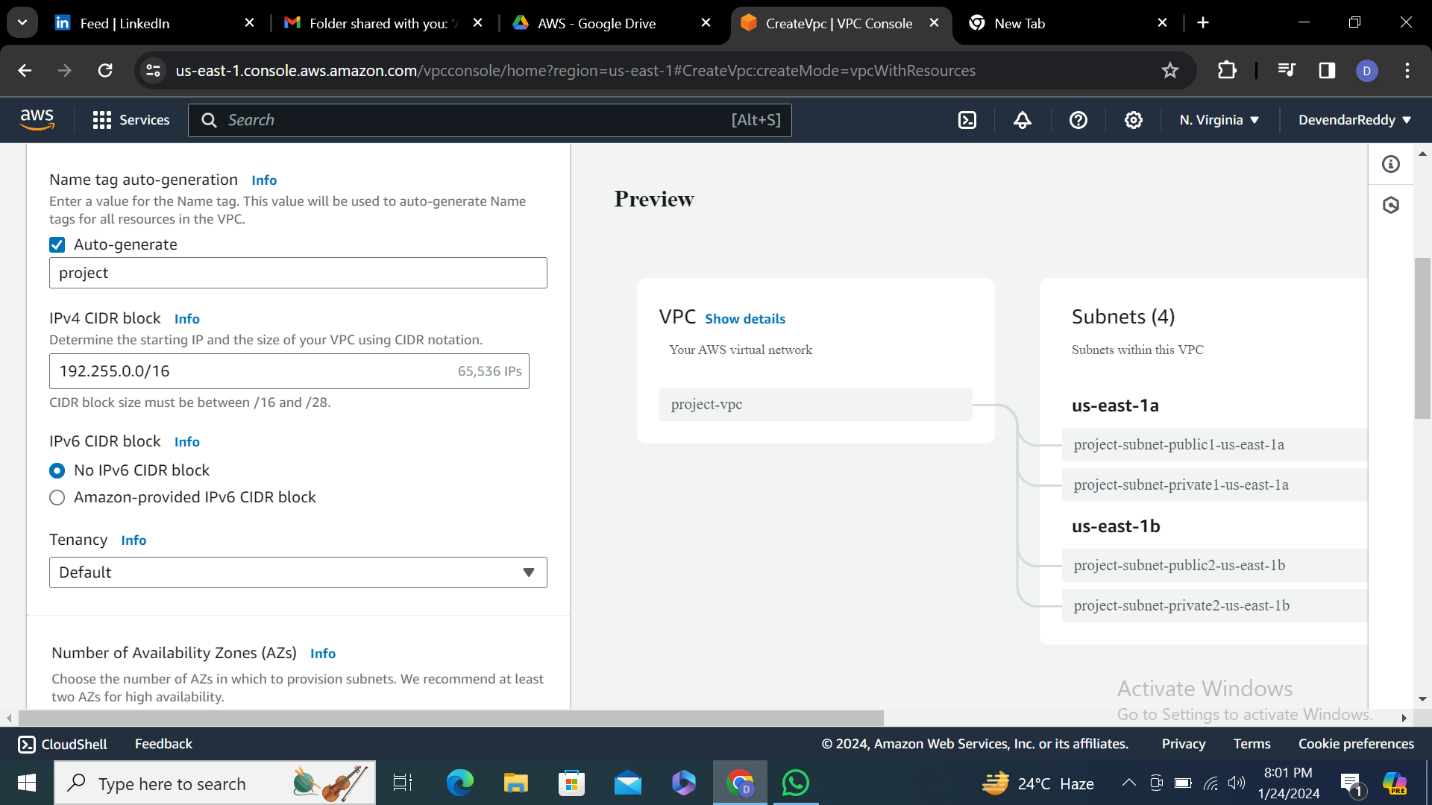 Feed | LinkedIn
Folder shared with you: '
AWS - Google Drive
CreateVpc | VPC Console
New Tab
us-east-1.console.aws.amazon.com/vpcconsole/home?region=us-east-1#CreateVpc:createMode=vpcWithResources
D
aws
Services
Search
[Alt+S]
N. Virginia
DevendarReddy
Name tag auto-generation Info
Enter a value for the Name tag. This value will be used to auto-generate Name
tags for all resources in the VPC.
Auto-generate
project
IPv4 CIDR block Info
Determine the starting IP and the size of your VPC using CIDR notation.
192.255.0.0/16
65,536 IPs
CIDR block size must be between /16 and /28.
IPv6 CIDR block Info
No IPv6 CIDR block
Amazon-provided IPv6 CIDR block
Tenancy Info
Default
Number of Availability Zones (AZs) Info
Choose the number of AZs in which to provision subnets. We recommend at least
two AZs for high availability.
Preview
VPC Show details
Your AWS virtual network
project-vpc
Subnets (4)
Subnets within this VPC
us-east-1a
project-subnet-public1-us-east-1a
project-subnet-private1-us-east-1a
us-east-1b
project-subnet-public2-us-east-1b
project-subnet-private2-us-east-1b
Activate Windows
Go to Settings to activate Windows.
CloudShell
Feedback
© 2024, Amazon Web Services, Inc. or its affiliates.
Privacy
Terms
Cookie preferences
Type here to search
D
24°C Haze
8:01 PM
1/24/2024
1
PRE